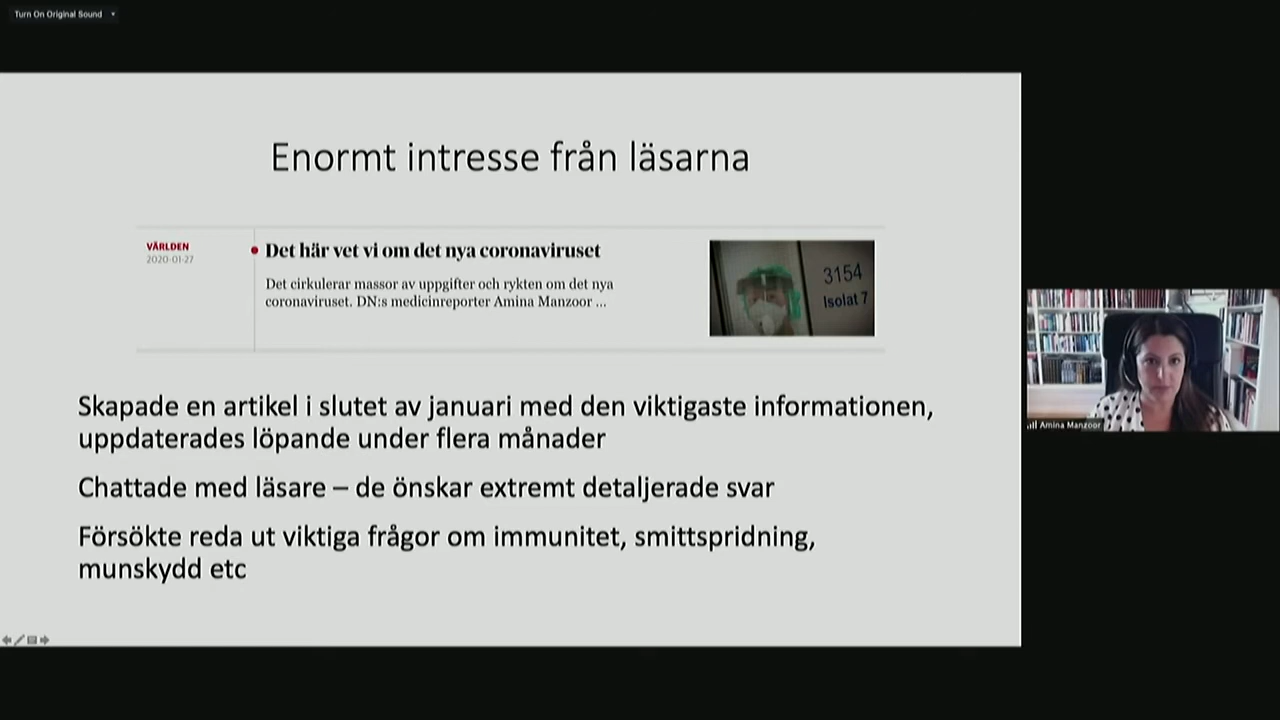 Turn On Original Sound
Enormt intresse från läsarna
VÄRLDEN
2020-01-27
Det här vet vi om det nya coronaviruset
Det cirkulerar massor av uppgifter och rykten om det nya
coronaviruset. DN:s medicinreporter Amina Manzoor ...
3154
Isolat 7
Skapade en artikel i slutet av januari med den viktigaste informationen,
uppdaterades löpande under flera månader
Chattade med läsare – de önskar extremt detaljerade svar
Försökte reda ut viktiga frågor om immunitet, smittspridning,
munskydd etc
Amina Manzoor